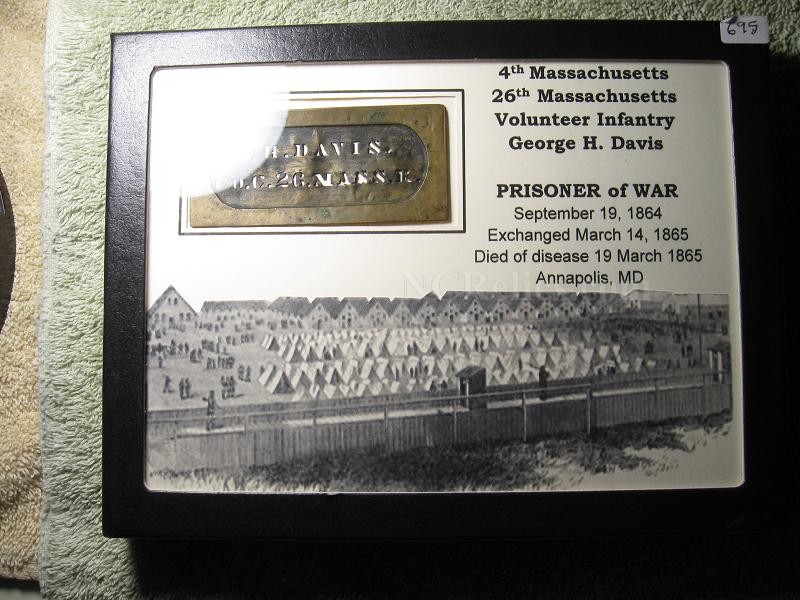 695
4th Massachusetts
26th Massachusetts
Volunteer Infantry
George H. Davis
H. DAVIS.
Co. C. 26. MASS. R.
PRISONER of WAR
September 19, 1864
Exchanged March 14, 1865
Died of disease 19 March 1865
Annapolis, MD